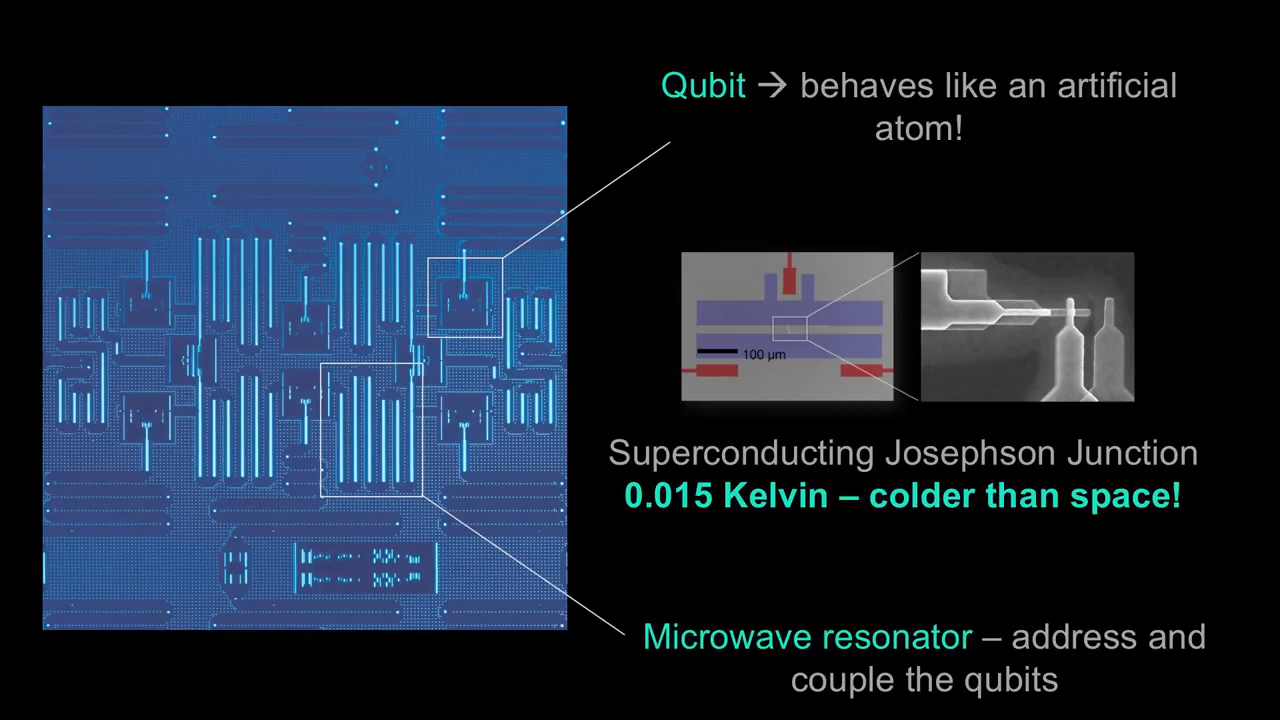 Qubit → behaves like an artificial
atom!
100 µm
Superconducting Josephson Junction
0.015 Kelvin – colder than space!
Microwave resonator – address and
couple the qubits